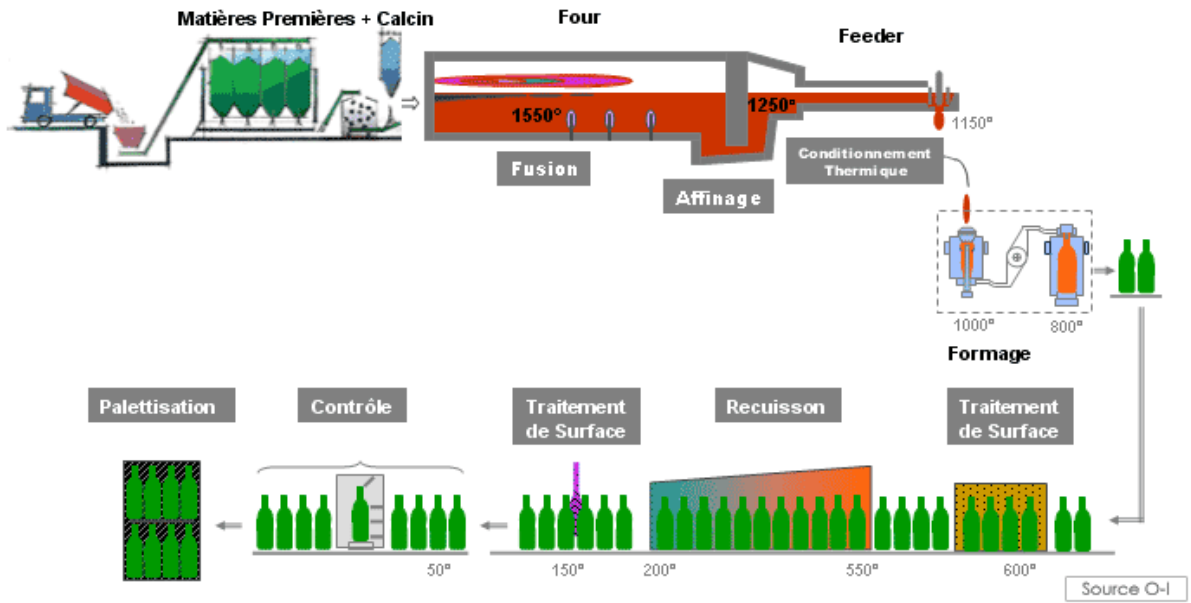 Matières Premières + Calcin
Four
Feeder
1550°
1250°
1150°
Fusion
Affinage
Conditionnement
Thermique
1000°
800°
Formage
Palettisation
Contrôle
Traitement
de Surface
Recuisson
Traitement
de Surface
50°
150°
200°
550°
600°
Source O-I